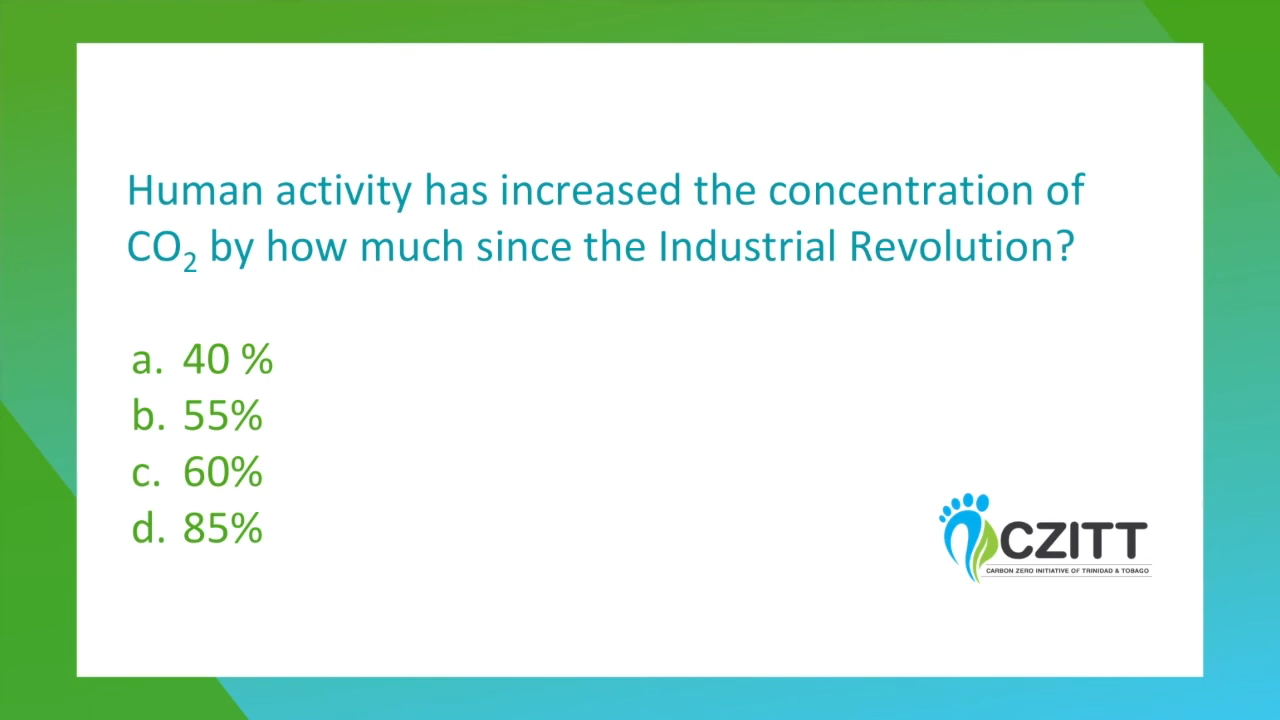 Human activity has increased the concentration of
CO₂ by how much since the Industrial Revolution?
a. 40 %
b. 55%
c. 60%
d. 85%
CZITT
CARBON ZERO INITIATIVE OF TRINIDAD & TOBAGO